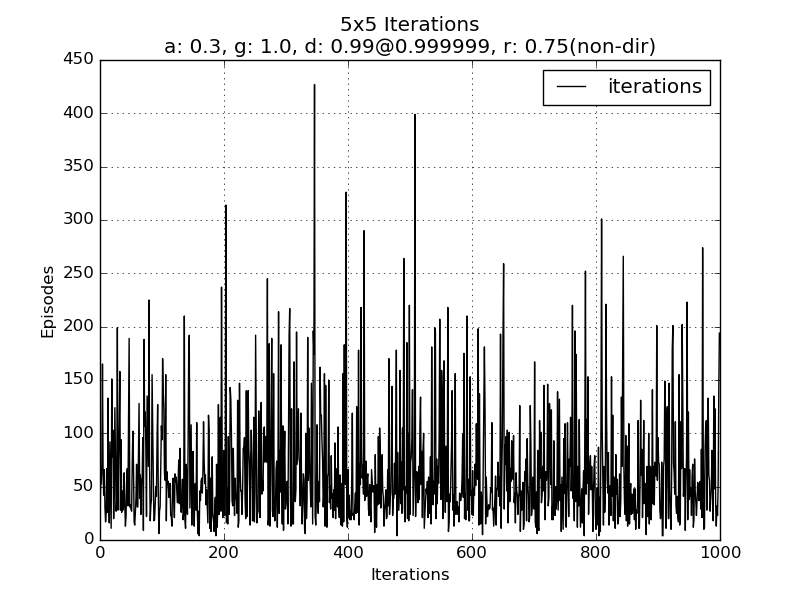 5x5 Iterations
a: 0.3, g: 1.0, d: 0.99@0.999999, r: 0.75(non-dir)
iterations
450
400
350
300
250
200
150
100
50
0
Episodes
0 200 400 600 800 1000
Iterations